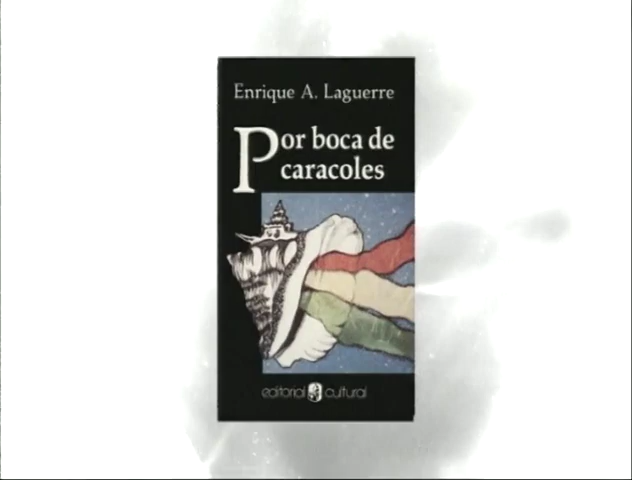 Enrique A. Laguerre
Por boca de
caracoles
editorial cultural